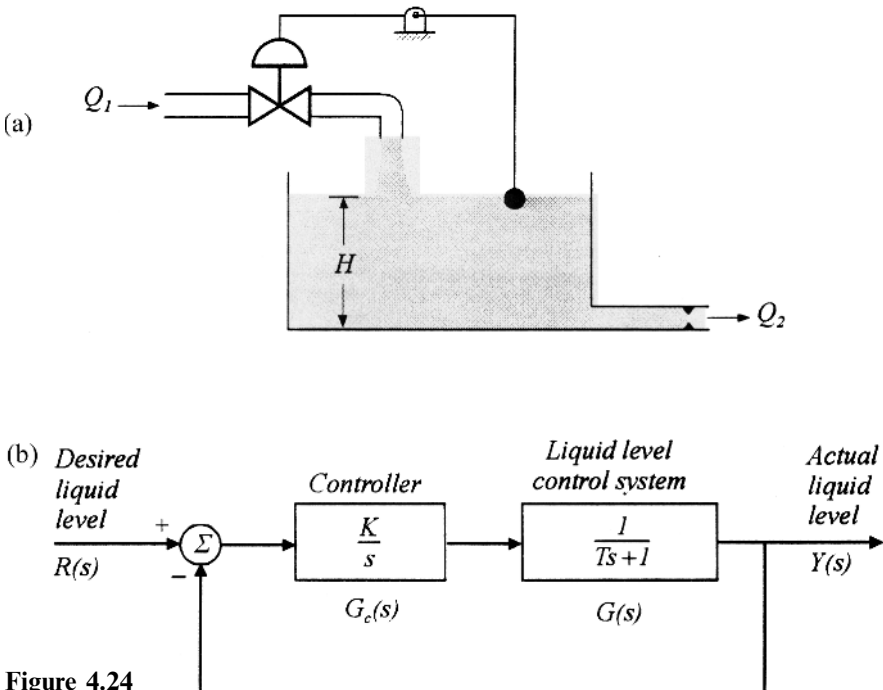 (a)
Q1
H
Q2
(b)
Desired
liquid
level
R(s)
+
−
Σ
Controller
K
s
Gc(s)
Liquid level
control system
1
Ts+1
G(s)
Actual
liquid
level
Y(s)
Figure 4.24